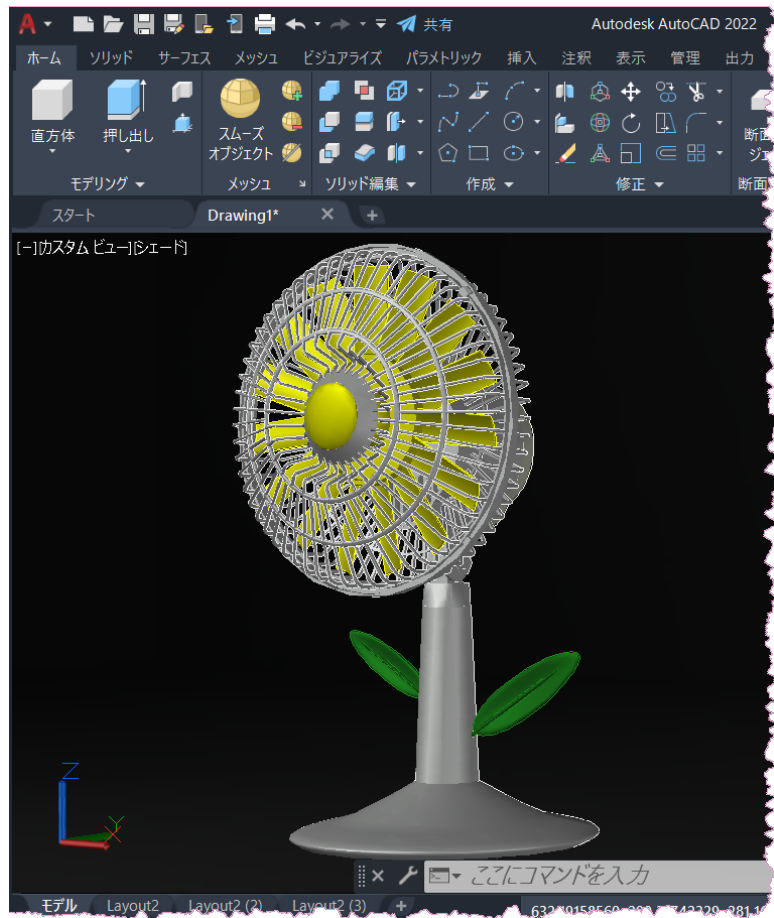 共有 Autodesk AutoCAD 2022
ホーム ソリッド サーフェス メッシュ ビジュアライズ パラメトリック 挿入 注釈 表示 管理 出力
直方体 押し出し スムーズ オブジェクト
モデリング メッシュ ソリッド編集 作成 修正
スタート Drawing1*
[−][カスタム ビュー][シェード]
Z
Y
X
ここにコマンドを入力
モデル Layout2 Layout2 (2) Layout2 (3)